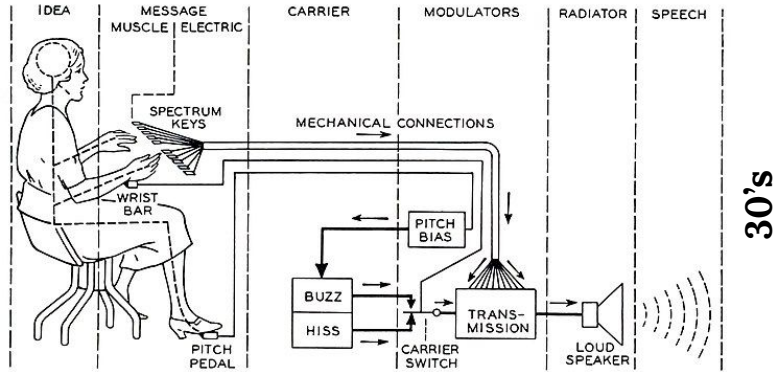 IDEA
MESSAGE
MUSCLE | ELECTRIC
CARRIER
MODULATORS
RADIATOR
SPEECH
SPECTRUM
KEYS
MECHANICAL CONNECTIONS
WRIST
BAR
PITCH
BIAS
BUZZ
HISS
TRANS-
MISSION
CARRIER
SWITCH
LOUD
SPEAKER
PITCH
PEDAL
30's